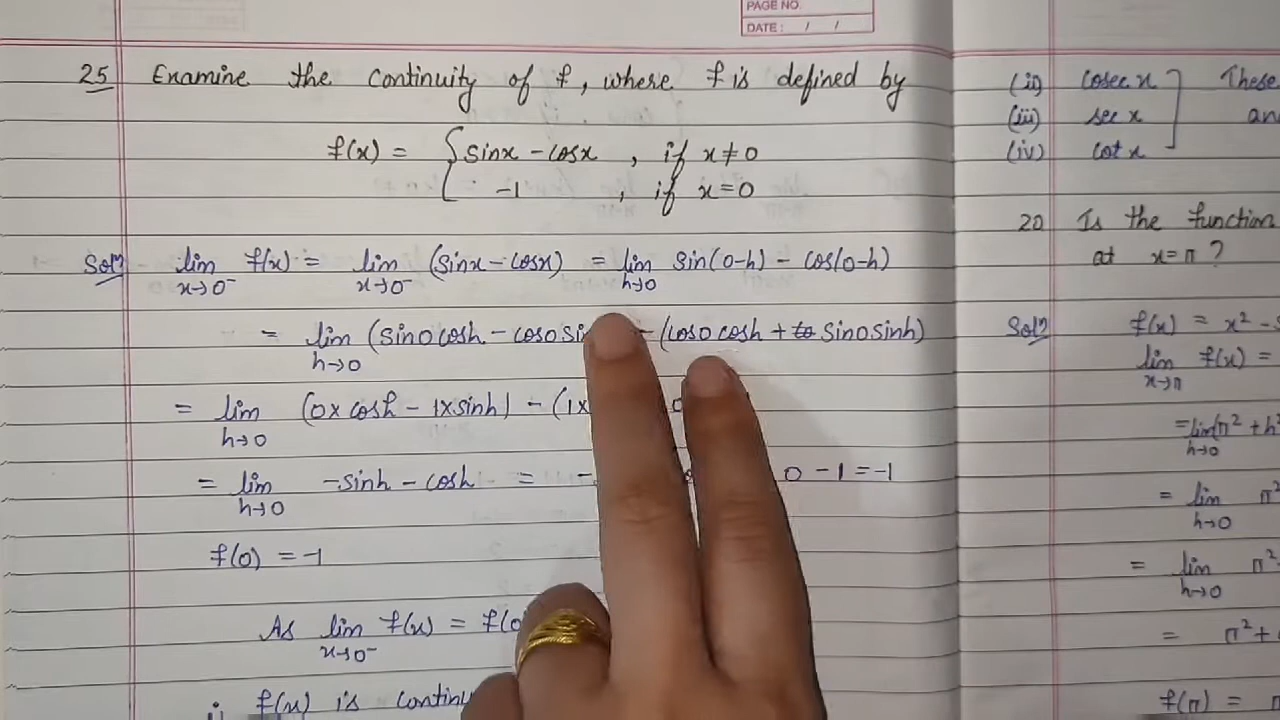 PAGE NO.
DATE: / /
25 Examine the continuity of f, where f is defined by
f(x) = { sinx - cosx , if x ≠ 0
-1 , if x = 0
Solⁿ lim x→0⁻ f(x) = lim x→0⁻ (sinx - cosx) = lim h→0 sin(0-h) - cos(0-h)
= lim h→0 (sin0 cosh - cos0 si - (cos0 cosh + sin0 sinh)
= lim h→0 (0 x cosh - 1 x sinh) - (1x
= lim h→0 -sinh - cosh = - 0 - 1 = -1
f(0) = -1
As lim x→0⁻ f(x) = f(0
∴ f(x) is continu
(ii) cosec x ] These
(iii) sec x an
(iv) cot x
20 Is the function
at x = π ?
Solⁿ f(x) = x² -
lim x→π f(x) =
= lim h→0 (π² + h²
= lim h→0 π²
= lim h→0 π²
= π² +
f(π) =